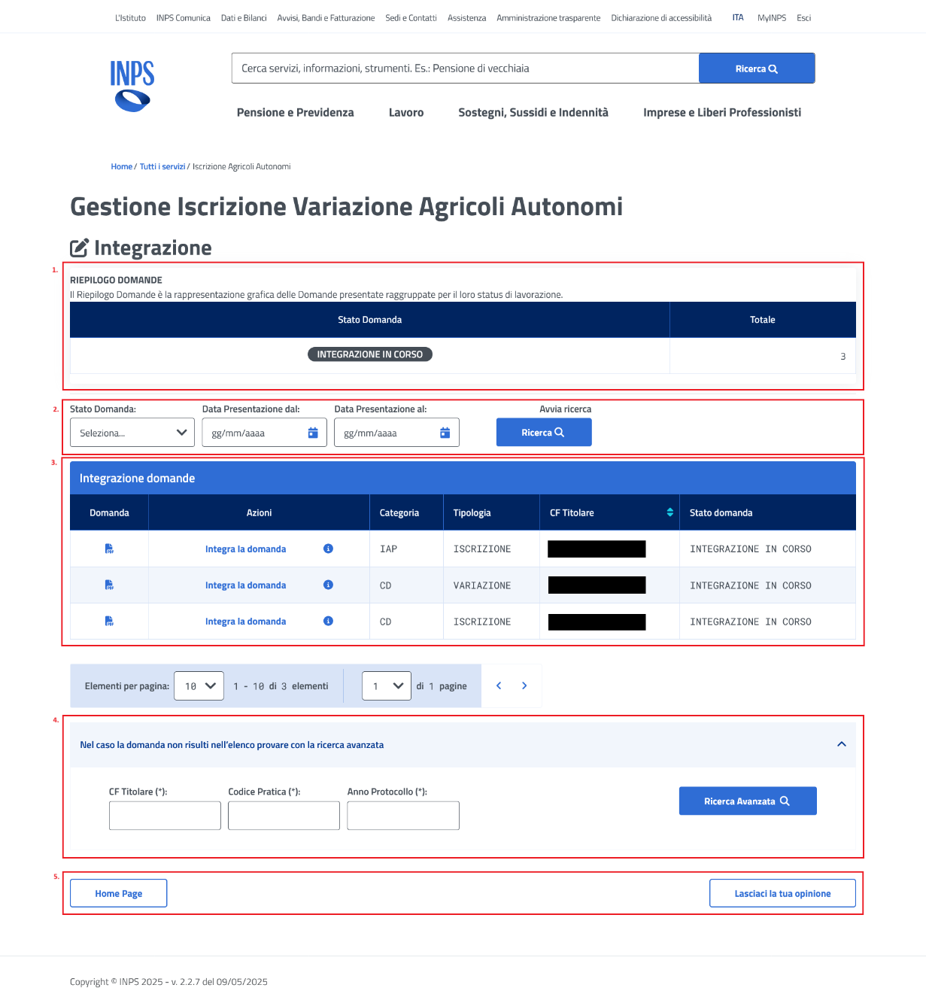 L'Istituto INPS Comunica Dati e Bilanci Avvisi, Bandi e Fatturazione Sedi e Contatti Assistenza Amministrazione trasparente Dichiarazione di accessibilità ITA MyINPS Esci
INPS
Cerca servizi, informazioni, strumenti. Es.: Pensione di vecchiaia Ricerca
Pensione e Previdenza Lavoro Sostegni, Sussidi e Indennità Imprese e Liberi Professionisti
Home / Tutti i servizi / Iscrizione Agricoli Autonomi
Gestione Iscrizione Variazione Agricoli Autonomi
Integrazione
1.
RIEPILOGO DOMANDE
Il Riepilogo Domande è la rappresentazione grafica delle Domande presentate raggruppate per il loro status di lavorazione.
Stato Domanda Totale
INTEGRAZIONE IN CORSO 3
2. Stato Domanda: Data Presentazione dal: Data Presentazione al: Avvia ricerca
Seleziona... gg/mm/aaaa gg/mm/aaaa Ricerca
3.
Integrazione domande
Domanda Azioni Categoria Tipologia CF Titolare Stato domanda
PDF Integra la domanda IAP ISCRIZIONE INTEGRAZIONE IN CORSO
PDF Integra la domanda CD VARIAZIONE INTEGRAZIONE IN CORSO
PDF Integra la domanda CD ISCRIZIONE INTEGRAZIONE IN CORSO
Elementi per pagina: 10 1 - 10 di 3 elementi 1 di 1 pagine
4.
Nel caso la domanda non risulti nell'elenco provare con la ricerca avanzata
CF Titolare (*): Codice Pratica (*): Anno Protocollo (*):
Ricerca Avanzata
5.
Home Page Lasciaci la tua opinione
Copyright © INPS 2025 - v. 2.2.7 del 09/05/2025